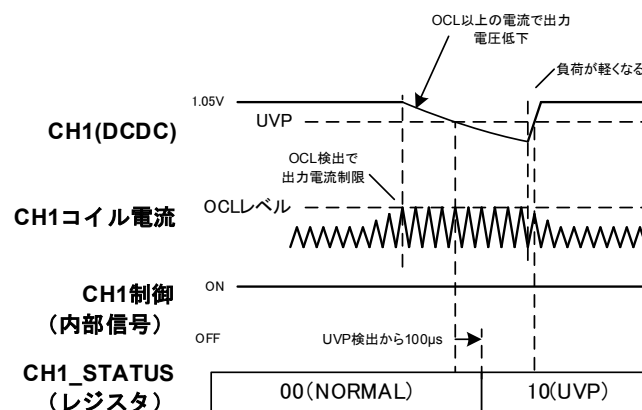 OCL以上の電流で出力
電圧低下
負荷が軽くなる
1.05V
UVP
CH1(DCDC)
OCL検出で
出力電流制限
OCLレベル
CH1コイル電流
ON
CH1制御
(内部信号)
OFF
UVP検出から100µs
CH1_STATUS
(レジスタ)
00(NORMAL)
10(UVP)